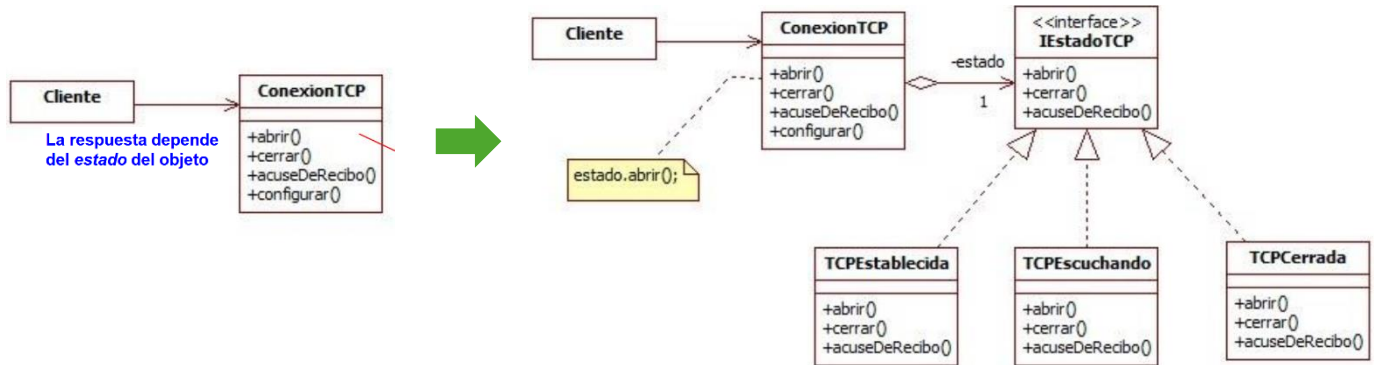 Cliente
La respuesta depende
del estado del objeto
ConexionTCP
+abrir()
+cerrar()
+acuseDeRecibo()
+configurar()
Cliente
ConexionTCP
+abrir()
+cerrar()
+acuseDeRecibo()
+configurar()
estado.abrir();
-estado
1
<<interface>>
IEstadoTCP
+abrir()
+cerrar()
+acuseDeRecibo()
TCPEstablecida
+abrir()
+cerrar()
+acuseDeRecibo()
TCPEscuchando
+abrir()
+cerrar()
+acuseDeRecibo()
TCPCerrada
+abrir()
+cerrar()
+acuseDeRecibo()